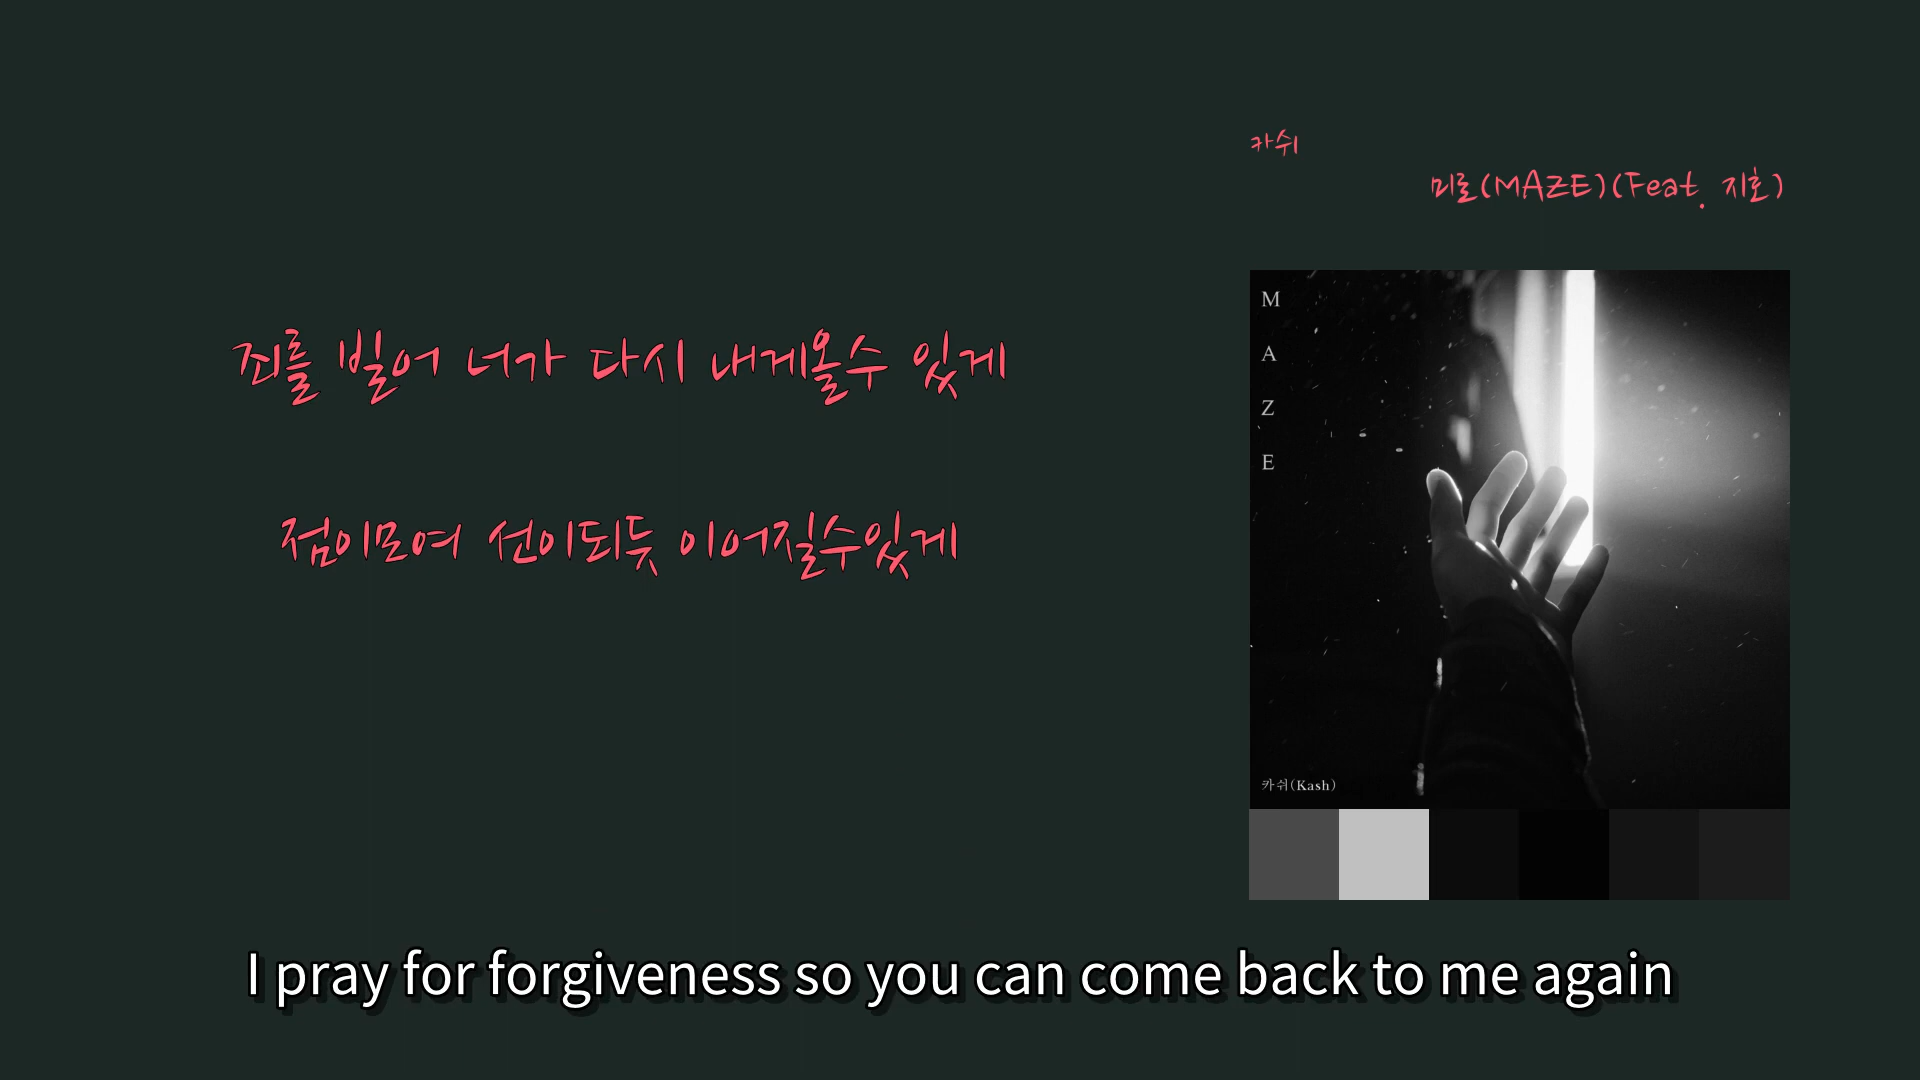 카쉬
미로(MAZE)(Feat. 지호)
죄를 빌어 너가 다시 내게올수 있게
점이모여 선이되듯 이어질수있게
M
A
Z
E
카쉬(Kash)
I pray for forgiveness so you can come back to me again